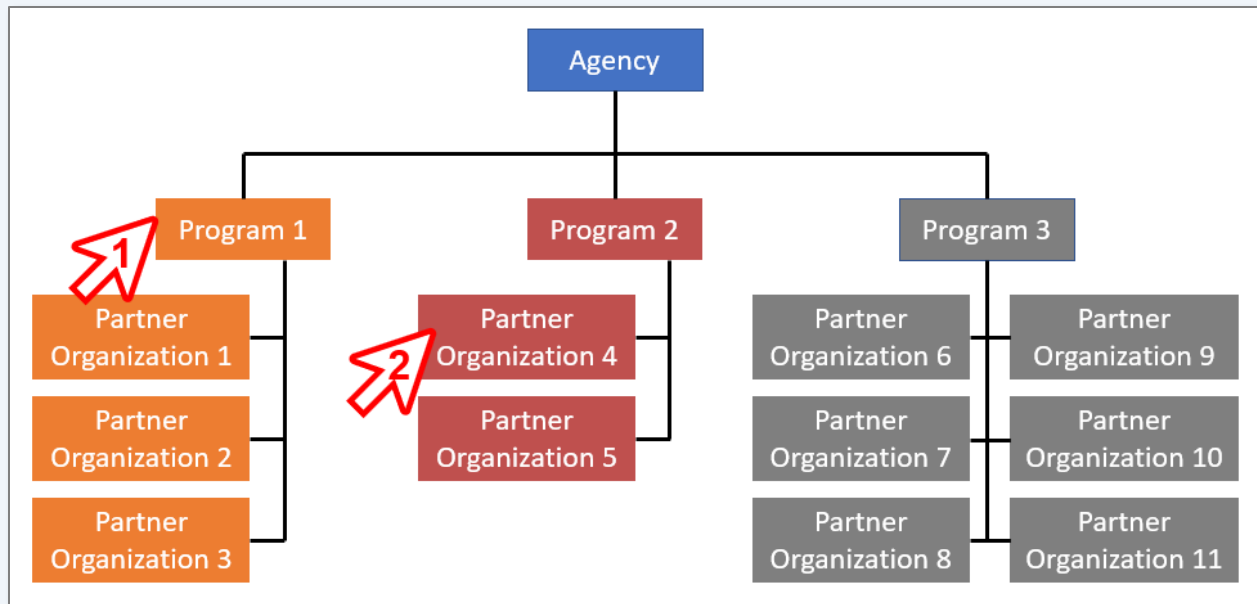 Agency
Program 1
Program 2
Program 3
1
Partner
Organization 1
Partner
Organization 2
Partner
Organization 3
2
Partner
Organization 4
Partner
Organization 5
Partner
Organization 6
Partner
Organization 7
Partner
Organization 8
Partner
Organization 9
Partner
Organization 10
Partner
Organization 11